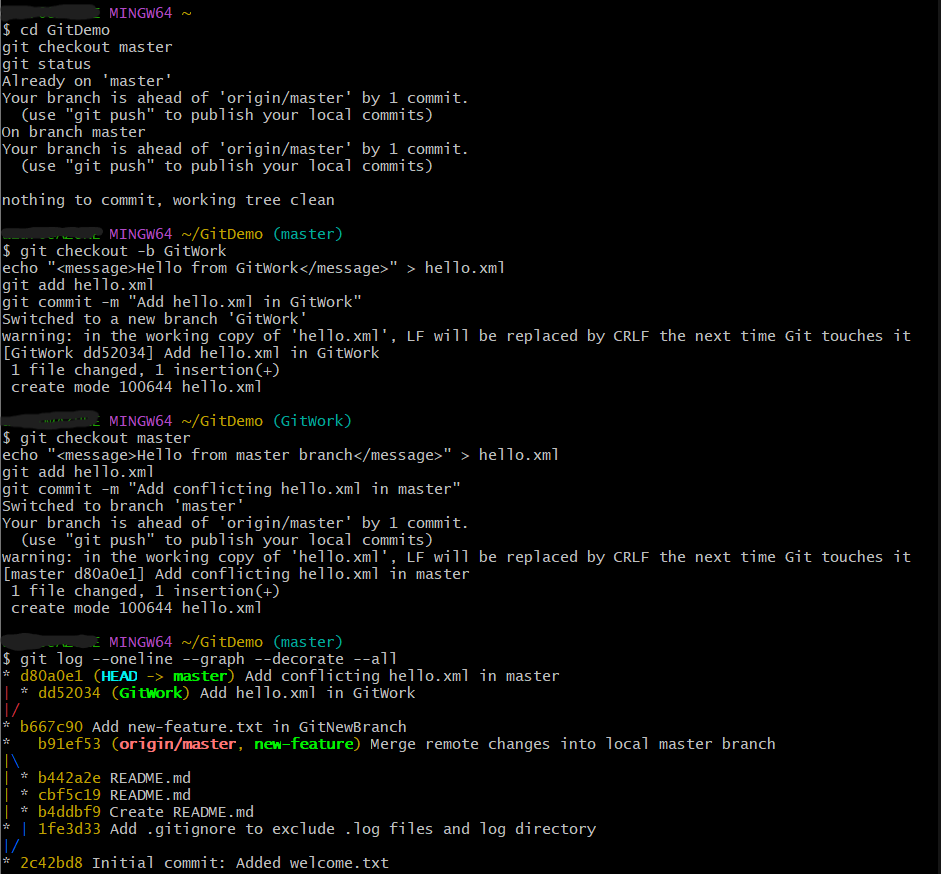 MINGW64 ~
$ cd GitDemo
git checkout master
git status
Already on 'master'
Your branch is ahead of 'origin/master' by 1 commit.
  (use "git push" to publish your local commits)
On branch master
Your branch is ahead of 'origin/master' by 1 commit.
  (use "git push" to publish your local commits)

nothing to commit, working tree clean

MINGW64 ~/GitDemo (master)
$ git checkout -b GitWork
echo "<message>Hello from GitWork</message>" > hello.xml
git add hello.xml
git commit -m "Add hello.xml in GitWork"
Switched to a new branch 'GitWork'
warning: in the working copy of 'hello.xml', LF will be replaced by CRLF the next time Git touches it
[GitWork dd52034] Add hello.xml in GitWork
 1 file changed, 1 insertion(+)
 create mode 100644 hello.xml

MINGW64 ~/GitDemo (GitWork)
$ git checkout master
echo "<message>Hello from master branch</message>" > hello.xml
git add hello.xml
git commit -m "Add conflicting hello.xml in master"
Switched to branch 'master'
Your branch is ahead of 'origin/master' by 1 commit.
  (use "git push" to publish your local commits)
warning: in the working copy of 'hello.xml', LF will be replaced by CRLF the next time Git touches it
[master d80a0e1] Add conflicting hello.xml in master
 1 file changed, 1 insertion(+)
 create mode 100644 hello.xml

MINGW64 ~/GitDemo (master)
$ git log --oneline --graph --decorate --all
* d80a0e1 (HEAD -> master) Add conflicting hello.xml in master
| * dd52034 (GitWork) Add hello.xml in GitWork
|/
* b667c90 Add new-feature.txt in GitNewBranch
*   b91ef53 (origin/master, new-feature) Merge remote changes into local master branch
|\
| * b442a2e README.md
| * cbf5c19 README.md
| * b4ddbf9 Create README.md
* | 1fe3d33 Add .gitignore to exclude .log files and log directory
|/
* 2c42bd8 Initial commit: Added welcome.txt